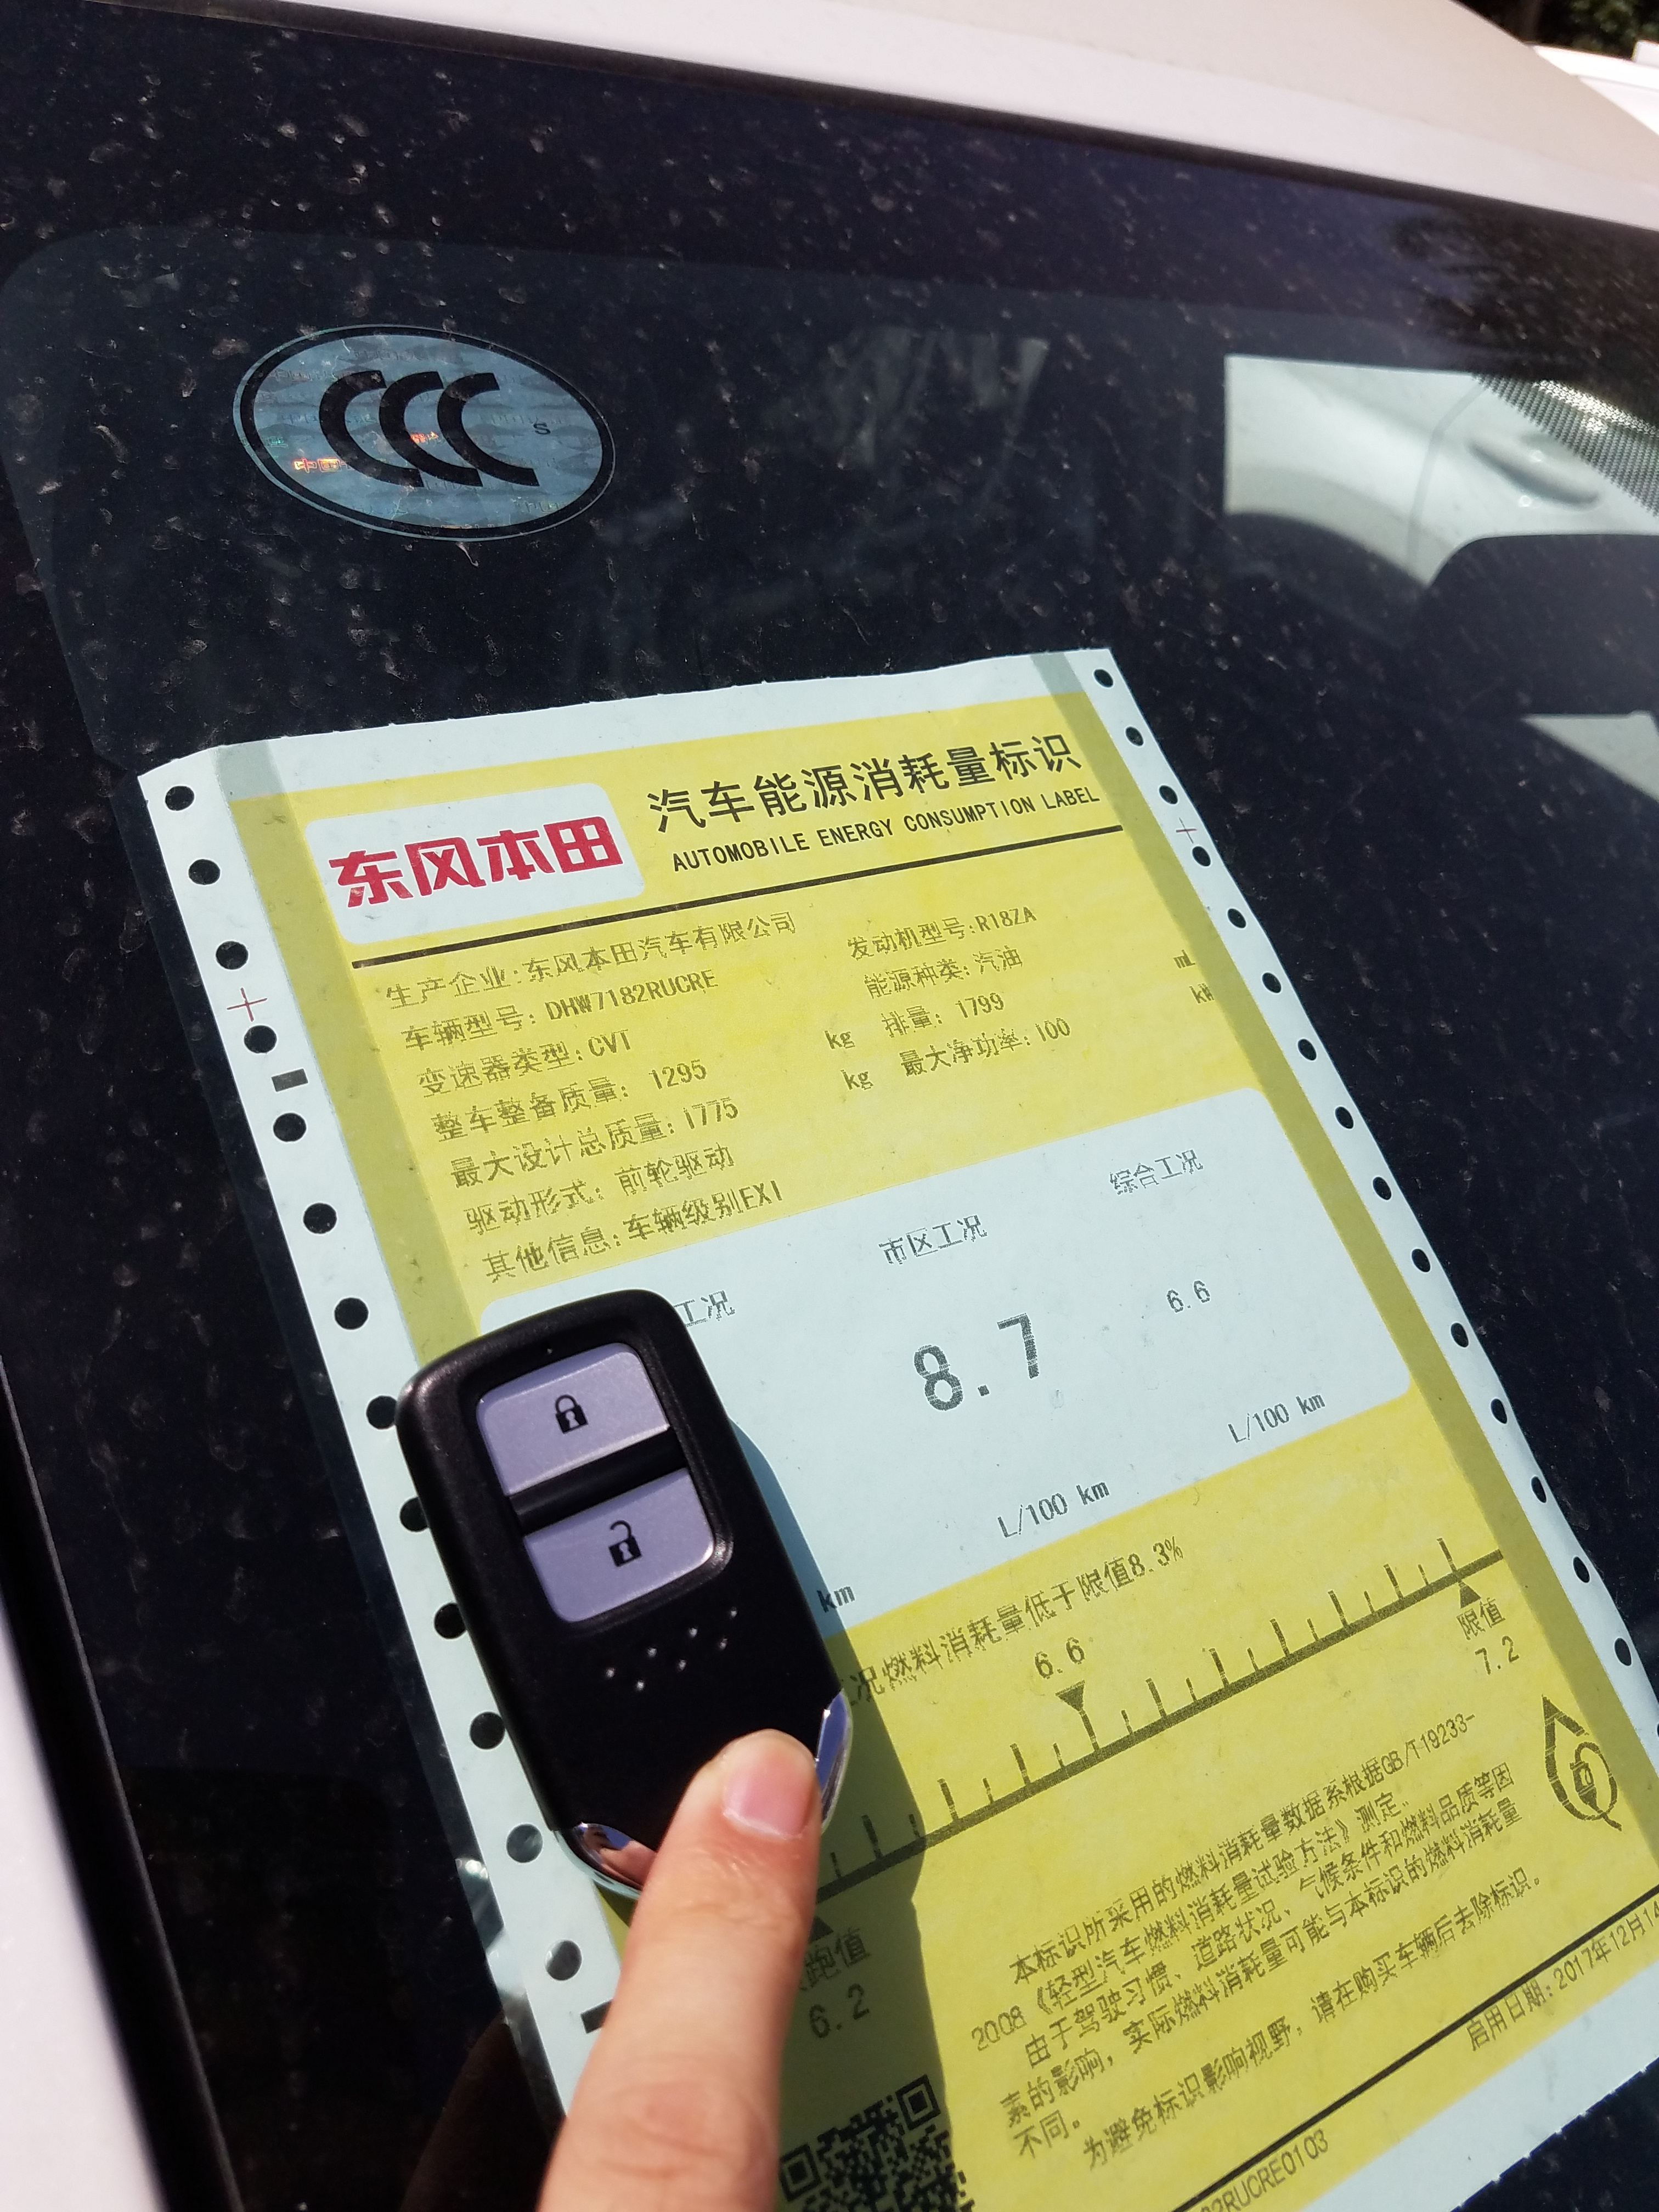 CCC
S
东风本田
汽车能源消耗量标识
AUTOMOBILE ENERGY CONSUMPTION LABEL
生产企业:东风本田汽车有限公司
发动机型号:R18ZA
车辆型号: DHW7182RUCRE
能源种类: 汽油
变速器类型: CVT
排量: 1799 mL
整车整备质量: 1295 kg
最大净功率: 100 kW
最大设计总质量: 1775 kg
驱动形式: 前轮驱动
其他信息: 车辆级别EXI
工况
市区工况
综合工况
8.7
6.6
km
L/100 km
L/100 km
况燃料消耗量低于限值8.3%
6.6
限值
7.2
跑值
6.2
本标识所采用的燃料消耗量数据系根据GB/T19233-
2008《轻型汽车燃料消耗量试验方法》测定。
由于驾驶习惯、道路状况、气候条件和燃料品质等因
素的影响，实际燃料消耗量可能与本标识的燃料消耗量
不同。
为避免标识影响视野，请在购买车辆后去除标识。
启用日期: 2017年12月14
2RUCRE0103